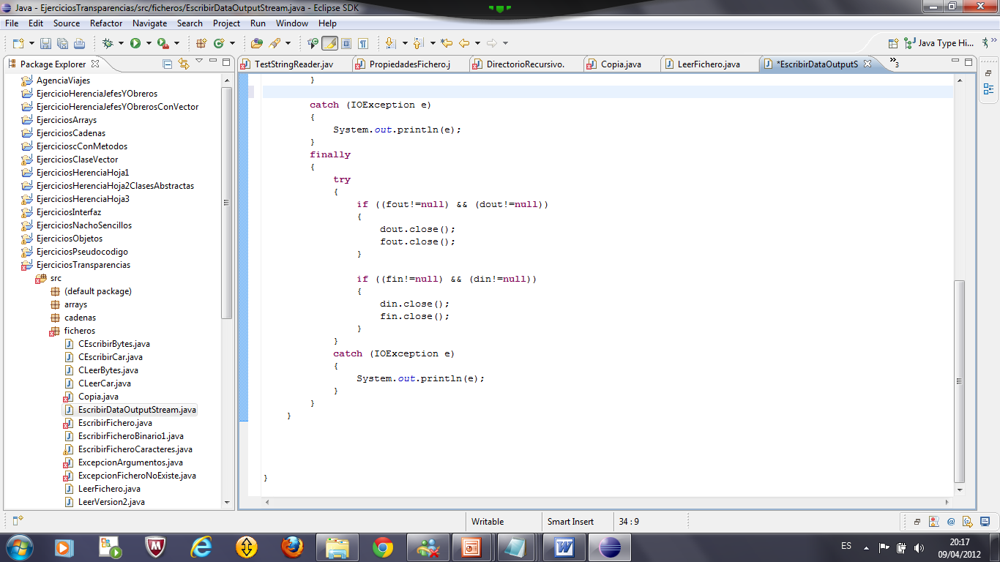 Java - EjerciciosTransparencias/src/ficheros/EscribirDataOutputStream.java - Eclipse SDK
File Edit Source Refactor Navigate Search Project Run Window Help
Java Type Hi...
Package Explorer
TestStringReader.jav PropiedadesFichero.j DirectorioRecursivo. Copia.java LeerFichero.java *EscribirDataOutputS »3
AgenciaViajes
EjercicioHerenciaJefesYObreros
EjercicioHerenciaJefesYObrerosConVector
EjerciciosArrays
EjerciciosCadenas
EjercicioscConMetodos
EjerciciosClaseVector
EjerciciosHerenciaHoja1
EjerciciosHerenciaHoja2ClasesAbstractas
EjerciciosHerenciaHoja3
EjerciciosInterfaz
EjerciciosNachoSencillos
EjerciciosObjetos
EjerciciosPseudocodigo
EjerciciosTransparencias
src
(default package)
arrays
cadenas
ficheros
CEscribirBytes.java
CEscribirCar.java
CLeerBytes.java
CLeerCar.java
Copia.java
EscribirDataOutputStream.java
EscribirFichero.java
EscribirFicheroBinario1.java
EscribirFicheroCaracteres.java
ExcepcionArgumentos.java
ExcepcionFicheroNoExiste.java
LeerFichero.java
LeerVersion2.java
}
catch (IOException e)
{
System.out.println(e);
}
finally
{
try
{
if ((fout!=null) && (dout!=null))
{
dout.close();
fout.close();
}
if ((fin!=null) && (din!=null))
{
din.close();
fin.close();
}
}
catch (IOException e)
{
System.out.println(e);
}
}
}
}
Writable Smart Insert 34 : 9
ES
20:17
09/04/2012